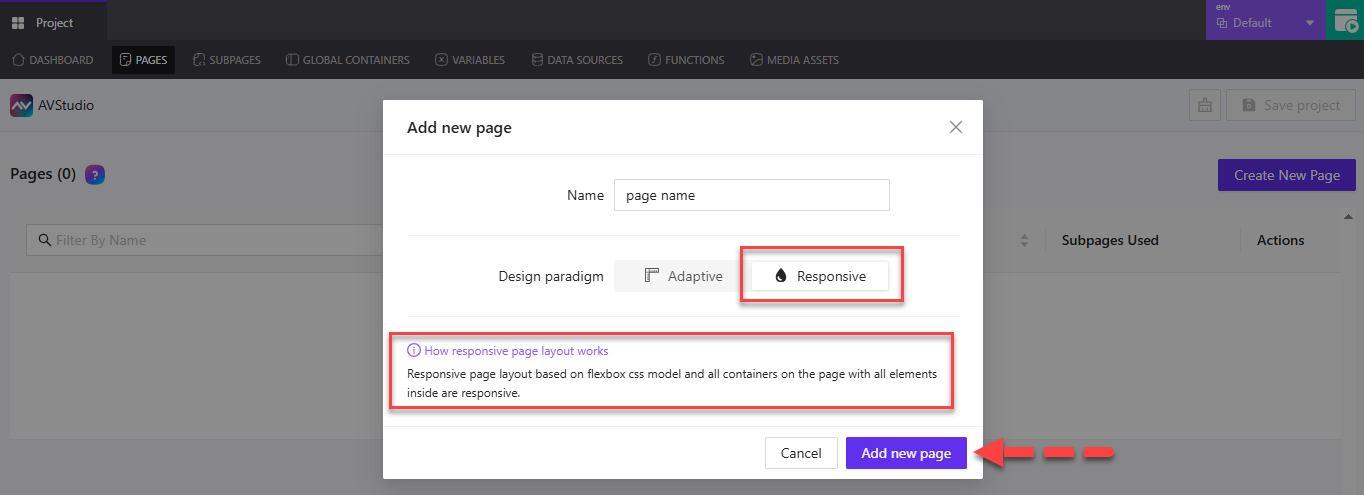 Project
env
Default
DASHBOARD PAGES SUBPAGES GLOBAL CONTAINERS VARIABLES DATA SOURCES FUNCTIONS MEDIA ASSETS
AVStudio
Save project
Add new page
Pages (0) ?
Create New Page
Name page name
Filter By Name
Subpages Used Actions
Design paradigm Adaptive Responsive
How responsive page layout works
Responsive page layout based on flexbox css model and all containers on the page with all elements
inside are responsive.
Cancel Add new page